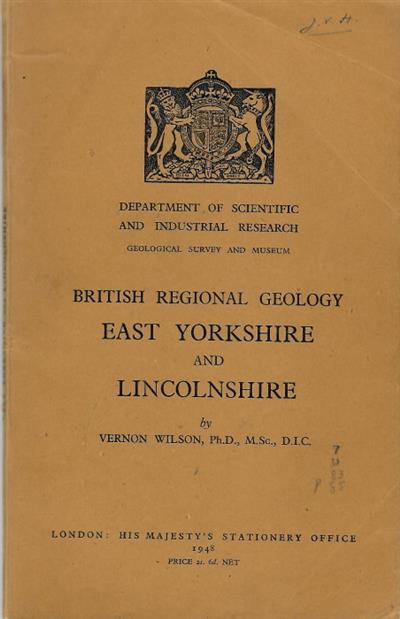 J.V.H.
DEPARTMENT OF SCIENTIFIC
AND INDUSTRIAL RESEARCH
GEOLOGICAL SURVEY AND MUSEUM
BRITISH REGIONAL GEOLOGY
EAST YORKSHIRE
AND
LINCOLNSHIRE
by
VERNON WILSON, Ph.D., M.Sc., D.I.C.
LONDON: HIS MAJESTY'S STATIONERY OFFICE
1948
PRICE 2s. 6d. NET